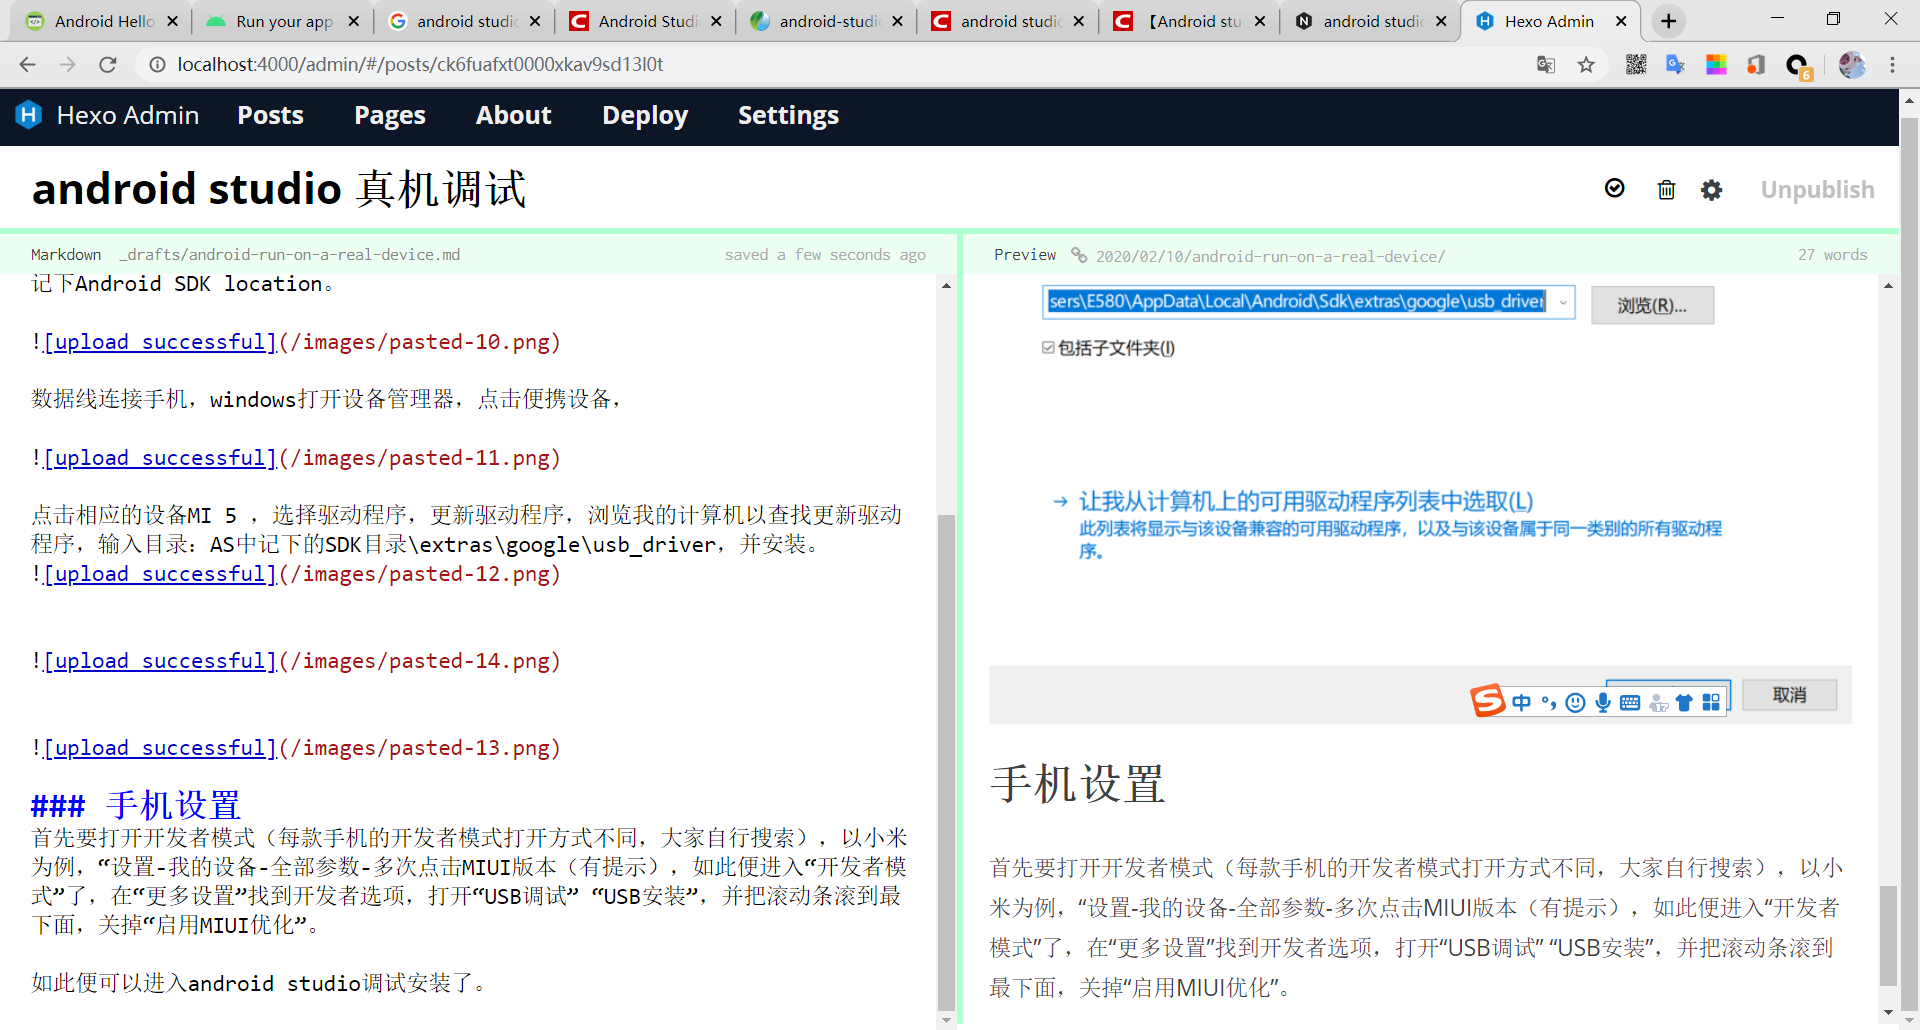 Android Hello
Run your app
android studio
Android Studi
android-studi
android studio
【Android stu
android studio
Hexo Admin
localhost:4000/admin/#/posts/ck6fuafxt0000xkav9sd13l0t
6
Hexo Admin Posts Pages About Deploy Settings
android studio 真机调试
Unpublish
Markdown _drafts/android-run-on-a-real-device.md saved a few seconds ago
Preview 2020/02/10/android-run-on-a-real-device/ 27 words
记下Android SDK location。
![upload successful](/images/pasted-10.png)
数据线连接手机，windows打开设备管理器，点击便携设备，
![upload successful](/images/pasted-11.png)
点击相应的设备MI 5 ，选择驱动程序，更新驱动程序，浏览我的计算机以查找更新驱动
程序，输入目录：AS中记下的SDK目录\extras\google\usb_driver，并安装。
![upload successful](/images/pasted-12.png)
![upload successful](/images/pasted-14.png)
![upload successful](/images/pasted-13.png)
### 手机设置
首先要打开开发者模式（每款手机的开发者模式打开方式不同，大家自行搜索），以小米
为例，“设置-我的设备-全部参数-多次点击MIUI版本（有提示），如此便进入“开发者模
式”了，在“更多设置”找到开发者选项，打开“USB调试” “USB安装”，并把滚动条滚到最
下面，关掉“启用MIUI优化”。
如此便可以进入android studio调试安装了。
sers\E580\AppData\Local\Android\Sdk\extras\google\usb_driver
浏览(R)...
包括子文件夹(I)
→ 让我从计算机上的可用驱动程序列表中选取(L)
此列表将显示与该设备兼容的可用驱动程序，以及与该设备属于同一类别的所有驱动程
序。
中
取消
手机设置
首先要打开开发者模式（每款手机的开发者模式打开方式不同，大家自行搜索），以小
米为例，“设置-我的设备-全部参数-多次点击MIUI版本（有提示），如此便进入“开发者
模式”了，在“更多设置”找到开发者选项，打开“USB调试” “USB安装”，并把滚动条滚到
最下面，关掉“启用MIUI优化”。